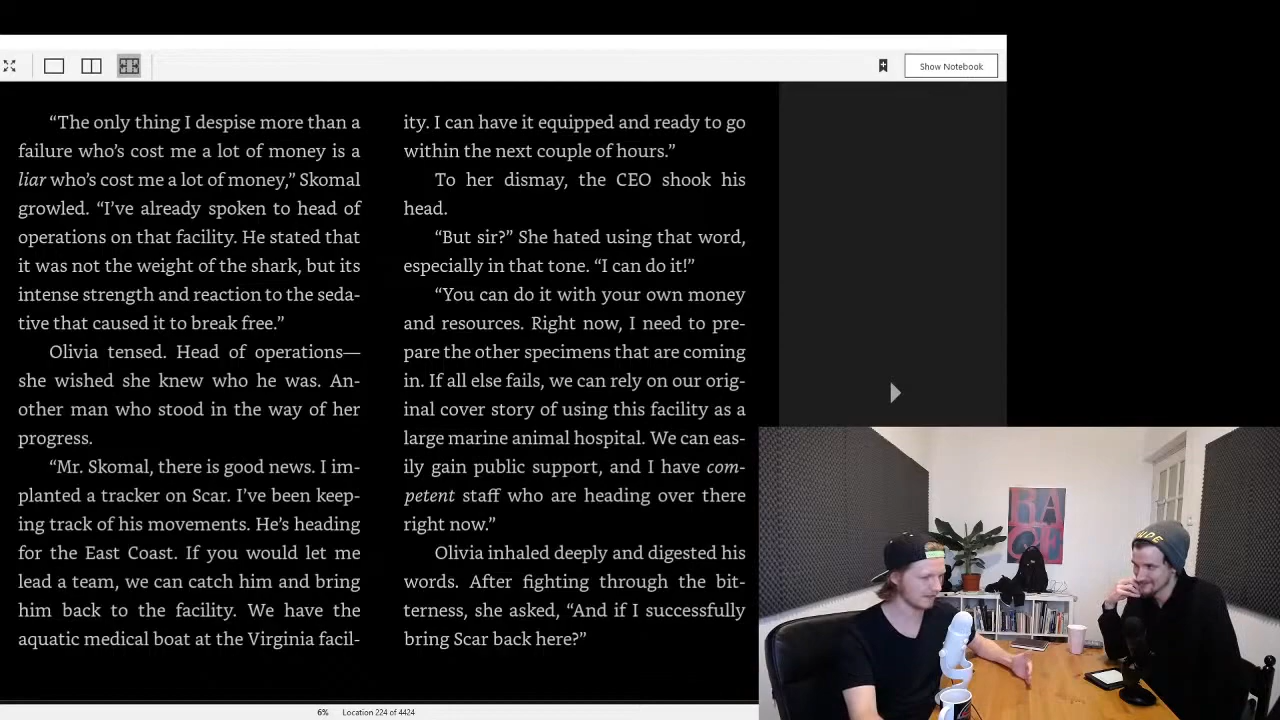 Show Notebook
“The only thing I despise more than a
failure who’s cost me a lot of money is a
liar who’s cost me a lot of money,” Skomal
growled. “I’ve already spoken to head of
operations on that facility. He stated that
it was not the weight of the shark, but its
intense strength and reaction to the seda-
tive that caused it to break free.”
Olivia tensed. Head of operations—
she wished she knew who he was. An-
other man who stood in the way of her
progress.
“Mr. Skomal, there is good news. I im-
planted a tracker on Scar. I’ve been keep-
ing track of his movements. He’s heading
for the East Coast. If you would let me
lead a team, we can catch him and bring
him back to the facility. We have the
aquatic medical boat at the Virginia facil-
ity. I can have it equipped and ready to go
within the next couple of hours.”
To her dismay, the CEO shook his
head.
“But sir?” She hated using that word,
especially in that tone. “I can do it!”
“You can do it with your own money
and resources. Right now, I need to pre-
pare the other specimens that are coming
in. If all else fails, we can rely on our orig-
inal cover story of using this facility as a
large marine animal hospital. We can eas-
ily gain public support, and I have com-
petent staff who are heading over there
right now.”
Olivia inhaled deeply and digested his
words. After fighting through the bit-
terness, she asked, “And if I successfully
bring Scar back here?”
6% Location 224 of 4424
RA
GE